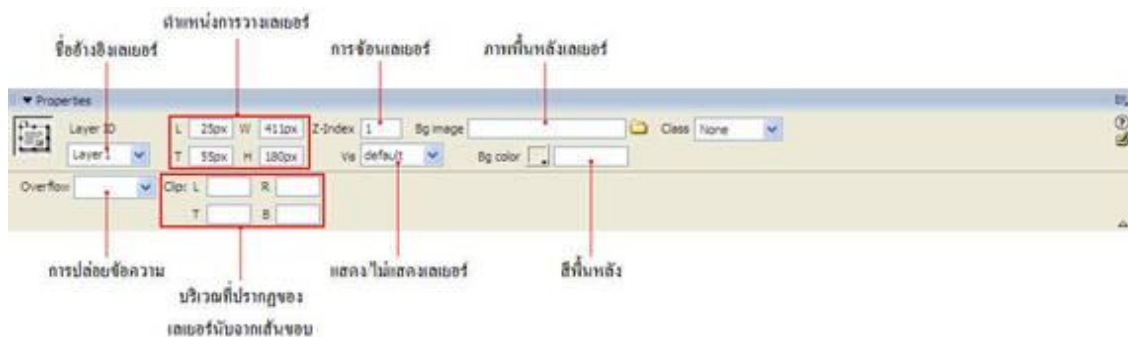 ตำแหน่งการวางเลเยอร์
ชื่ออ้างอิงเลเยอร์ การซ้อนเลเยอร์ ภาพพื้นหลังเลเยอร์
Properties
Layer ID L 25px W 411px Z-Index 1 Bg image Class None
Layer1 T 55px H 180px Vis default Bg color
Overflow Clip: L R
T B
การปล่อยข้อความ แสดง/ไม่แสดงเลเยอร์ สีพื้นหลัง
บริเวณที่ปรากฏของ
เลเยอร์นับจากเส้นขอบ